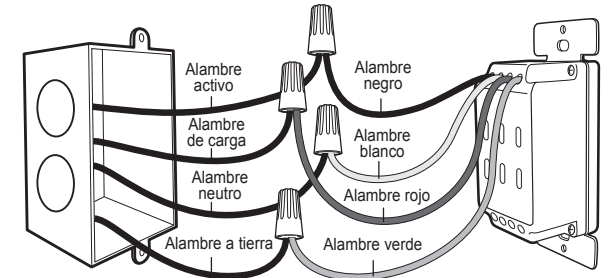 Alambre
activo
Alambre
negro
Alambre
de carga
Alambre
blanco
Alambre
neutro
Alambre rojo
Alambre a tierra
Alambre verde